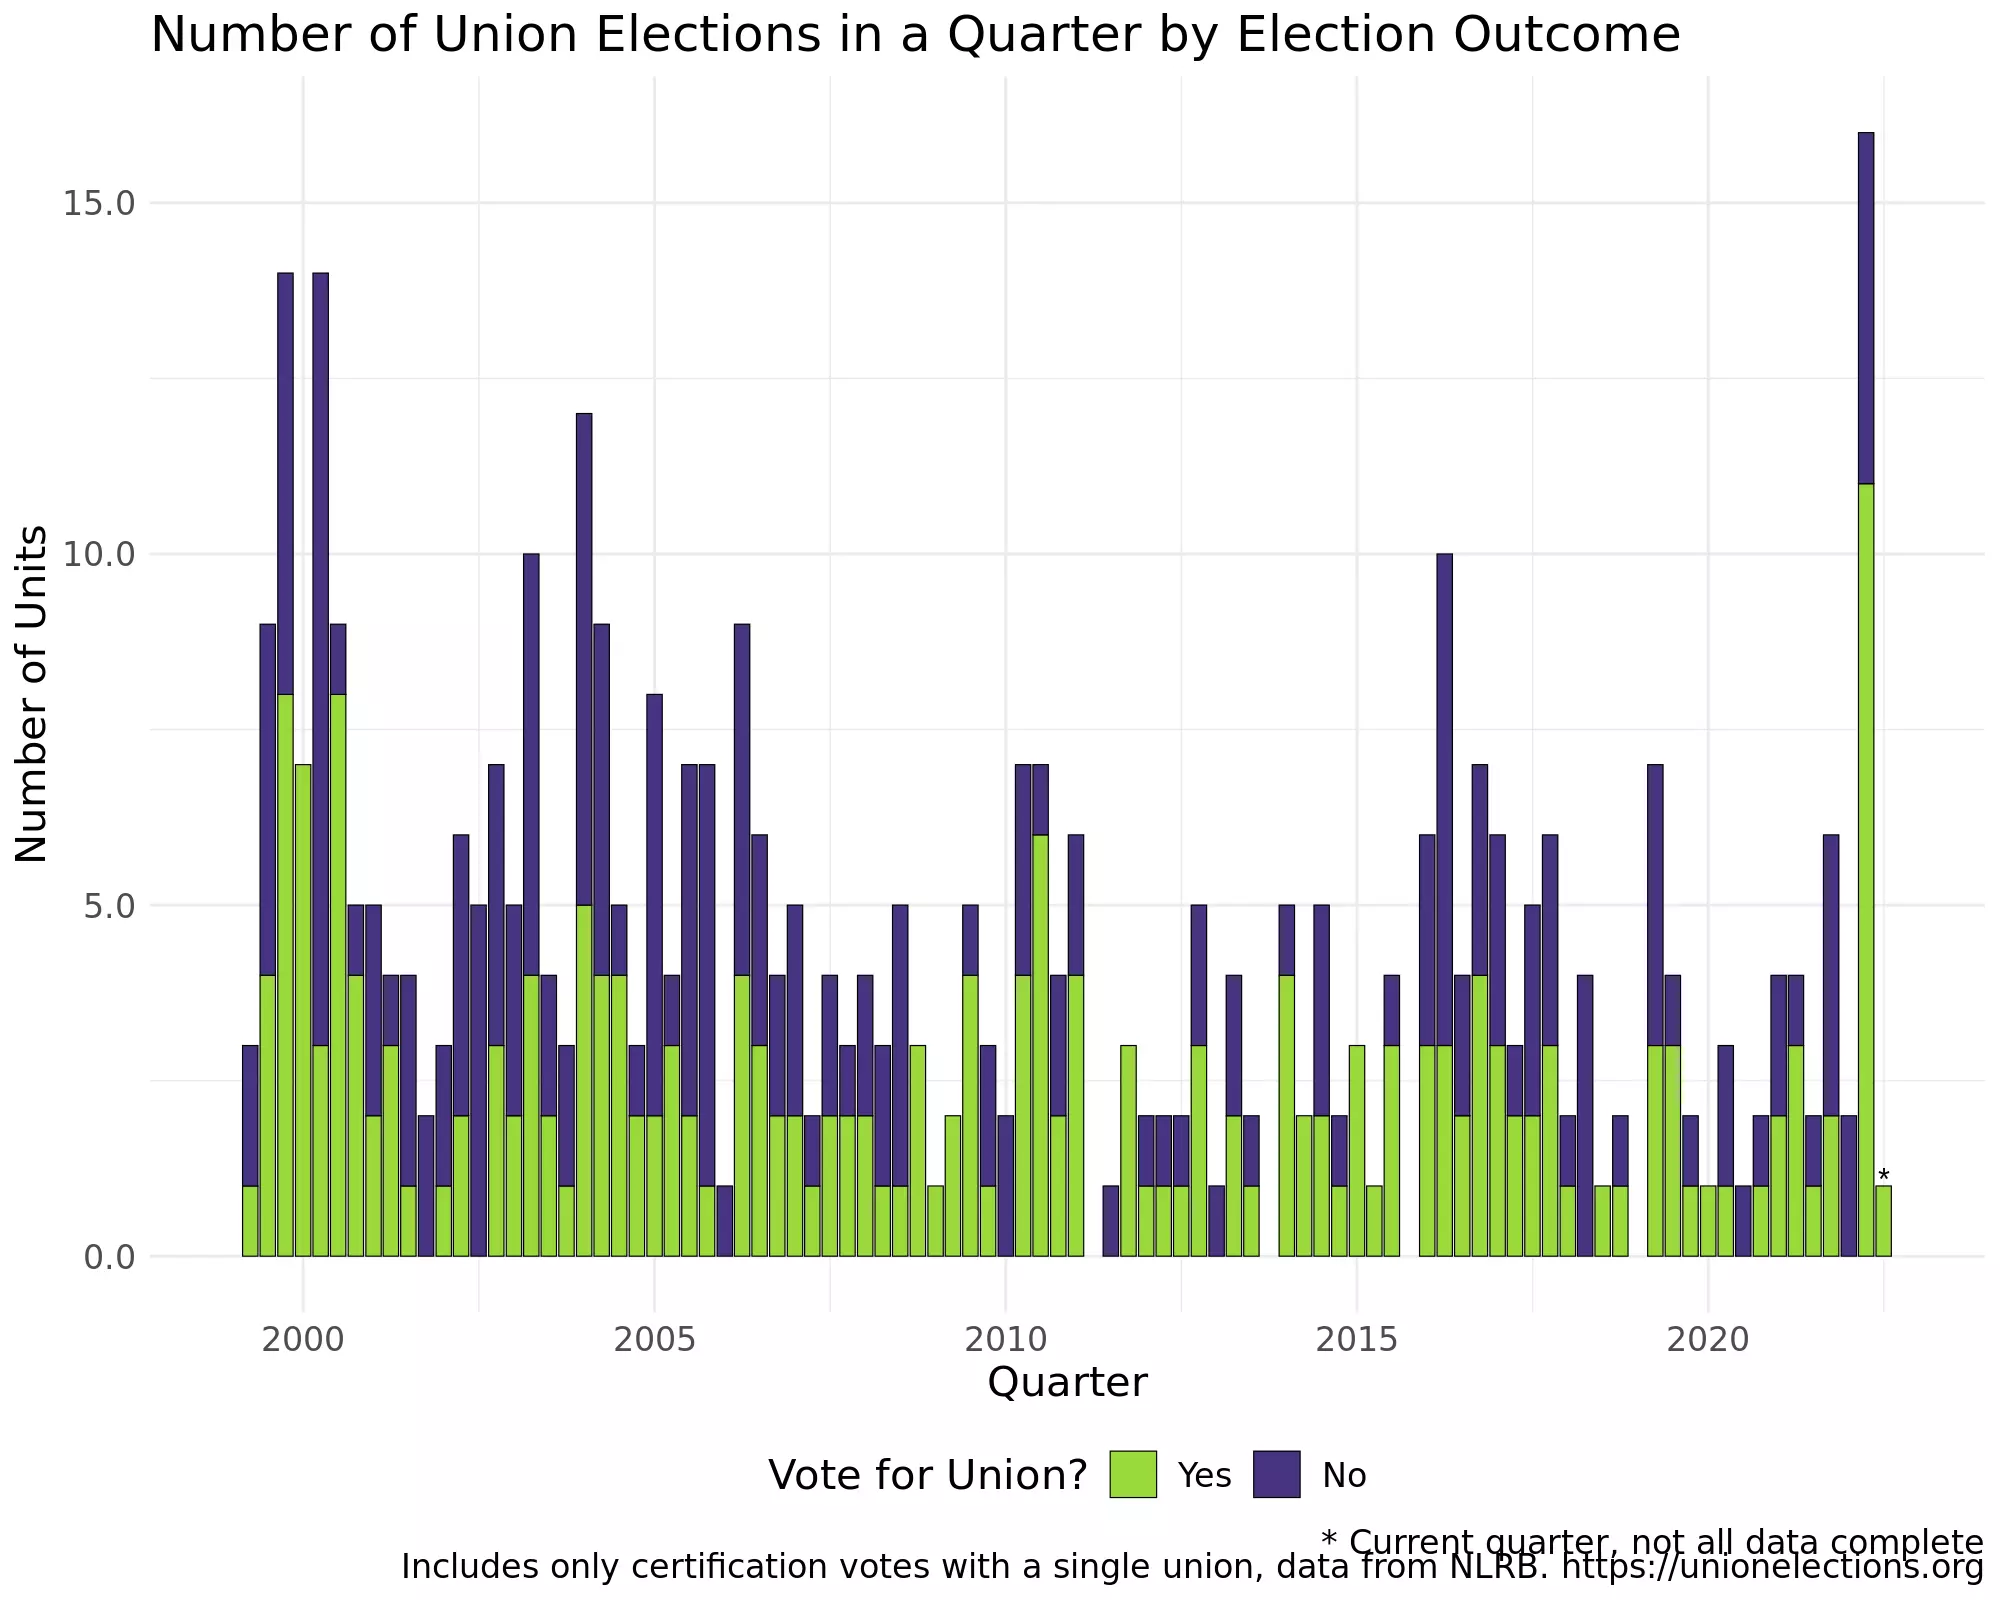 Number of Union Elections in a Quarter by Election Outcome
Number of Units
15.0
10.0
5.0
0.0
*
2000 2005 2010 2015 2020
Quarter
Vote for Union? Yes No
* Current quarter, not all data complete
Includes only certification votes with a single union, data from NLRB. https://unionelections.org